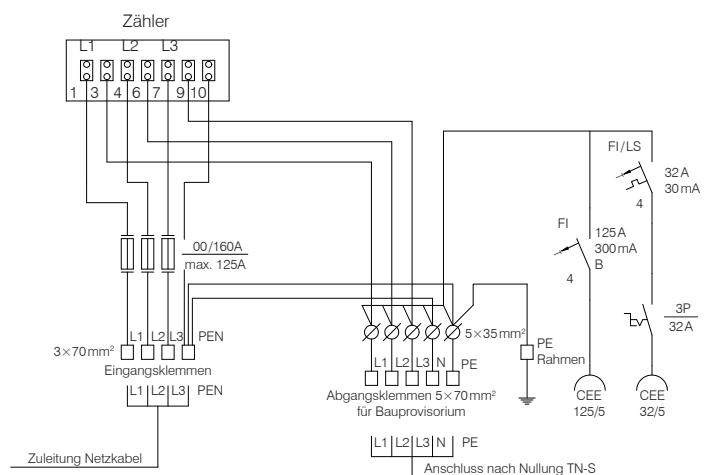 Zähler
L1 L2 L3
1 3 4 6 7 9 10
FI/LS
32 A
30 mA
4
FI
125 A
300 mA
B
4
00/160A
max. 125A
3P
32 A
L1 L2 L3 PEN
3×70 mm²
Eingangsklemmen
L1 L2 L3 PEN
5×35 mm²
L1 L2 L3 N PE
PE
Rahmen
Abgangsklemmen 5×70 mm²
für Bauprovisorium
CEE
125/5
CEE
32/5
L1 L2 L3 N PE
Zuleitung Netzkabel
Anschluss nach Nullung TN-S